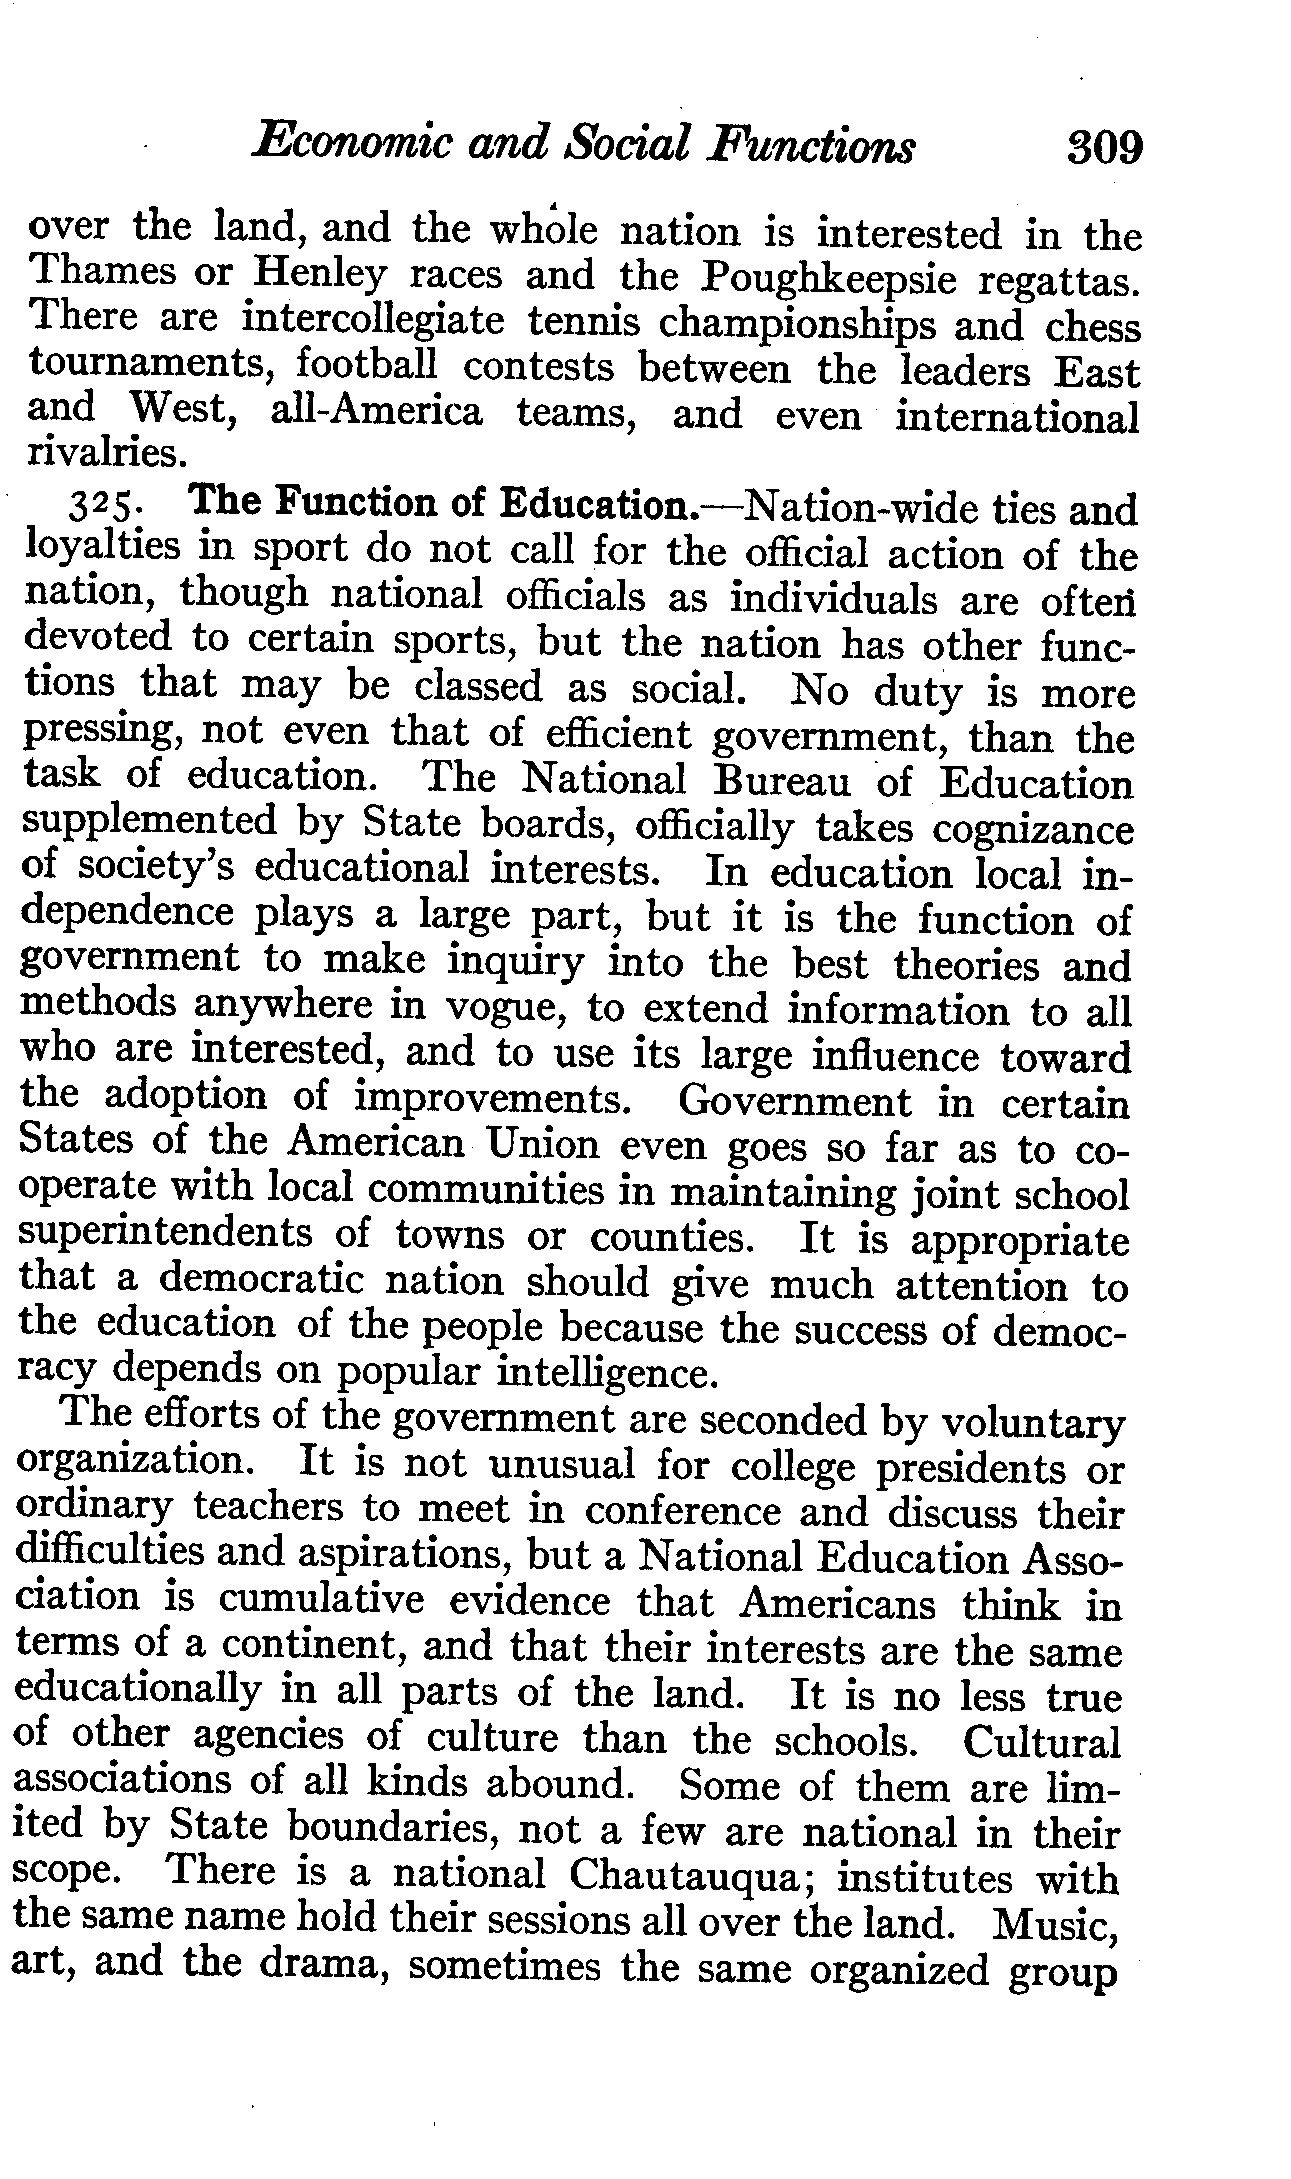 Economic and Social Functions 309
over the land, and the whole nation is interested in the
Thames or Henley races and the Poughkeepsie regattas.
There are intercollegiate tennis championships and chess
tournaments, football contests between the leaders East
and West, all-America teams, and even international
rivalries.
325. The Function of Education.—Nation-wide ties and
loyalties in sport do not call for the official action of the
nation, though national officials as individuals are often
devoted to certain sports, but the nation has other func-
tions that may be classed as social. No duty is more
pressing, not even that of efficient government, than the
task of education. The National Bureau of Education
supplemented by State boards, officially takes cognizance
of society's educational interests. In education local in-
dependence plays a large part, but it is the function of
government to make inquiry into the best theories and
methods anywhere in vogue, to extend information to all
who are interested, and to use its large influence toward
the adoption of improvements. Government in certain
States of the American Union even goes so far as to co-
operate with local communities in maintaining joint school
superintendents of towns or counties. It is appropriate
that a democratic nation should give much attention to
the education of the people because the success of democ-
racy depends on popular intelligence.
The efforts of the government are seconded by voluntary
organization. It is not unusual for college presidents or
ordinary teachers to meet in conference and discuss their
difficulties and aspirations, but a National Education Asso-
ciation is cumulative evidence that Americans think in
terms of a continent, and that their interests are the same
educationally in all parts of the land. It is no less true
of other agencies of culture than the schools. Cultural
associations of all kinds abound. Some of them are lim-
ited by State boundaries, not a few are national in their
scope. There is a national Chautauqua; institutes with
the same name hold their sessions all over the land. Music,
art, and the drama, sometimes the same organized group